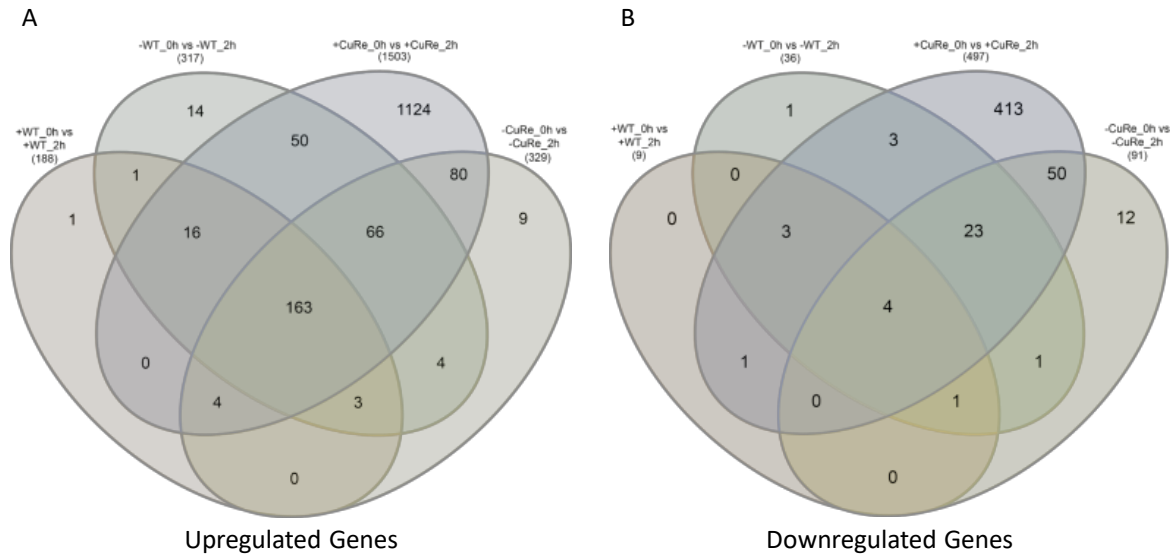 A
-WT_0h vs -WT_2h
(317)
+CuRe_0h vs +CuRe_2h
(1503)
+WT_0h vs
+WT_2h
(188)
-CuRe_0h vs
-CuRe_2h
(329)
14
1124
50
1
80
1
9
16
66
163
0
4
4
3
0
Upregulated Genes
B
-WT_0h vs -WT_2h
(36)
+CuRe_0h vs +CuRe_2h
(497)
+WT_0h vs
+WT_2h
(9)
-CuRe_0h vs
-CuRe_2h
(91)
1
413
3
0
50
0
12
3
23
4
1
1
0
1
0
Downregulated Genes